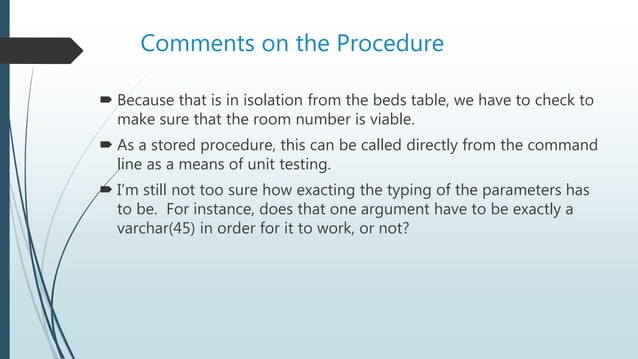 Comments on the Procedure
Because that is in isolation from the beds table, we have to check to
make sure that the room number is viable.
As a stored procedure, this can be called directly from the command
line as a means of unit testing.
I'm still not too sure how exacting the typing of the parameters has
to be.  For instance, does that one argument have to be exactly a
varchar(45) in order for it to work, or not?